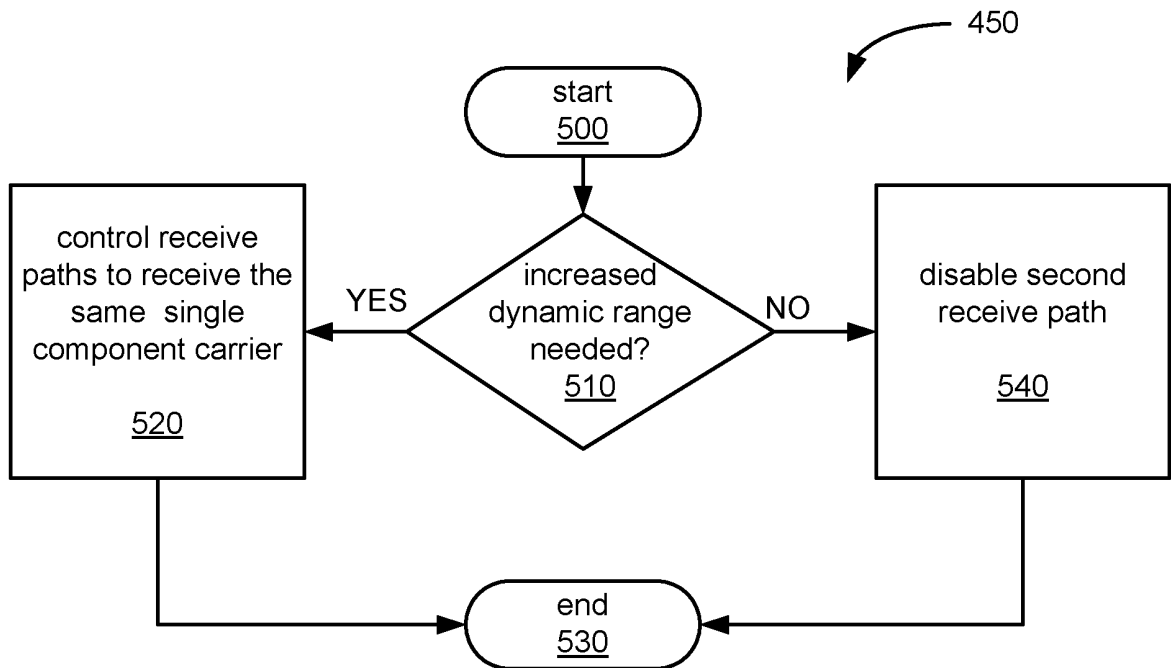 450
start
500
control receive
paths to receive the
same single
component carrier
520
YES
increased
dynamic range
needed?
510
NO
disable second
receive path
540
end
530